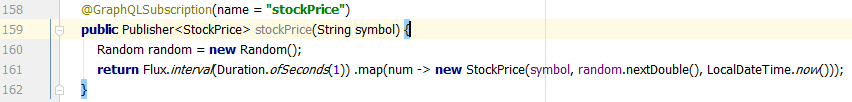 158 @GraphQLSubscription(name = "stockPrice")
159 public Publisher<StockPrice> stockPrice(String symbol) {
160 Random random = new Random();
161 return Flux.interval(Duration.ofSeconds(1)) .map(num -> new StockPrice(symbol, random.nextDouble(), LocalDateTime.now()));
162 }